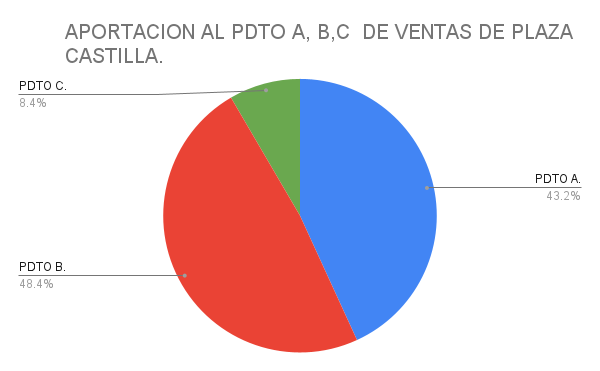 APORTACION AL PDTO A, B,C  DE VENTAS DE PLAZA
CASTILLA.
PDTO C.
8.4%
PDTO A.
43.2%
PDTO B.
48.4%